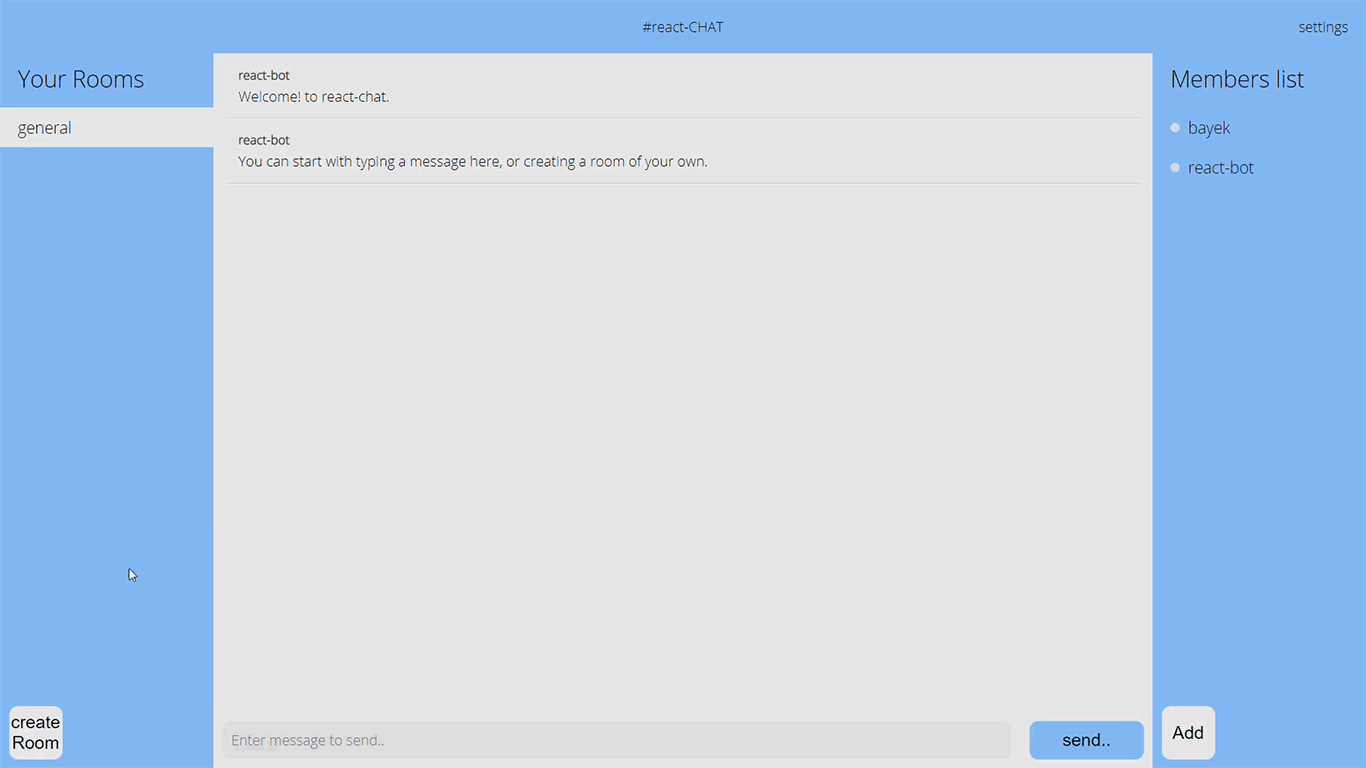 #react-CHAT
settings
Your Rooms
general
react-bot
Welcome! to react-chat.
react-bot
You can start with typing a message here, or creating a room of your own.
Members list
bayek
react-bot
create
Room
Enter message to send..
send..
Add